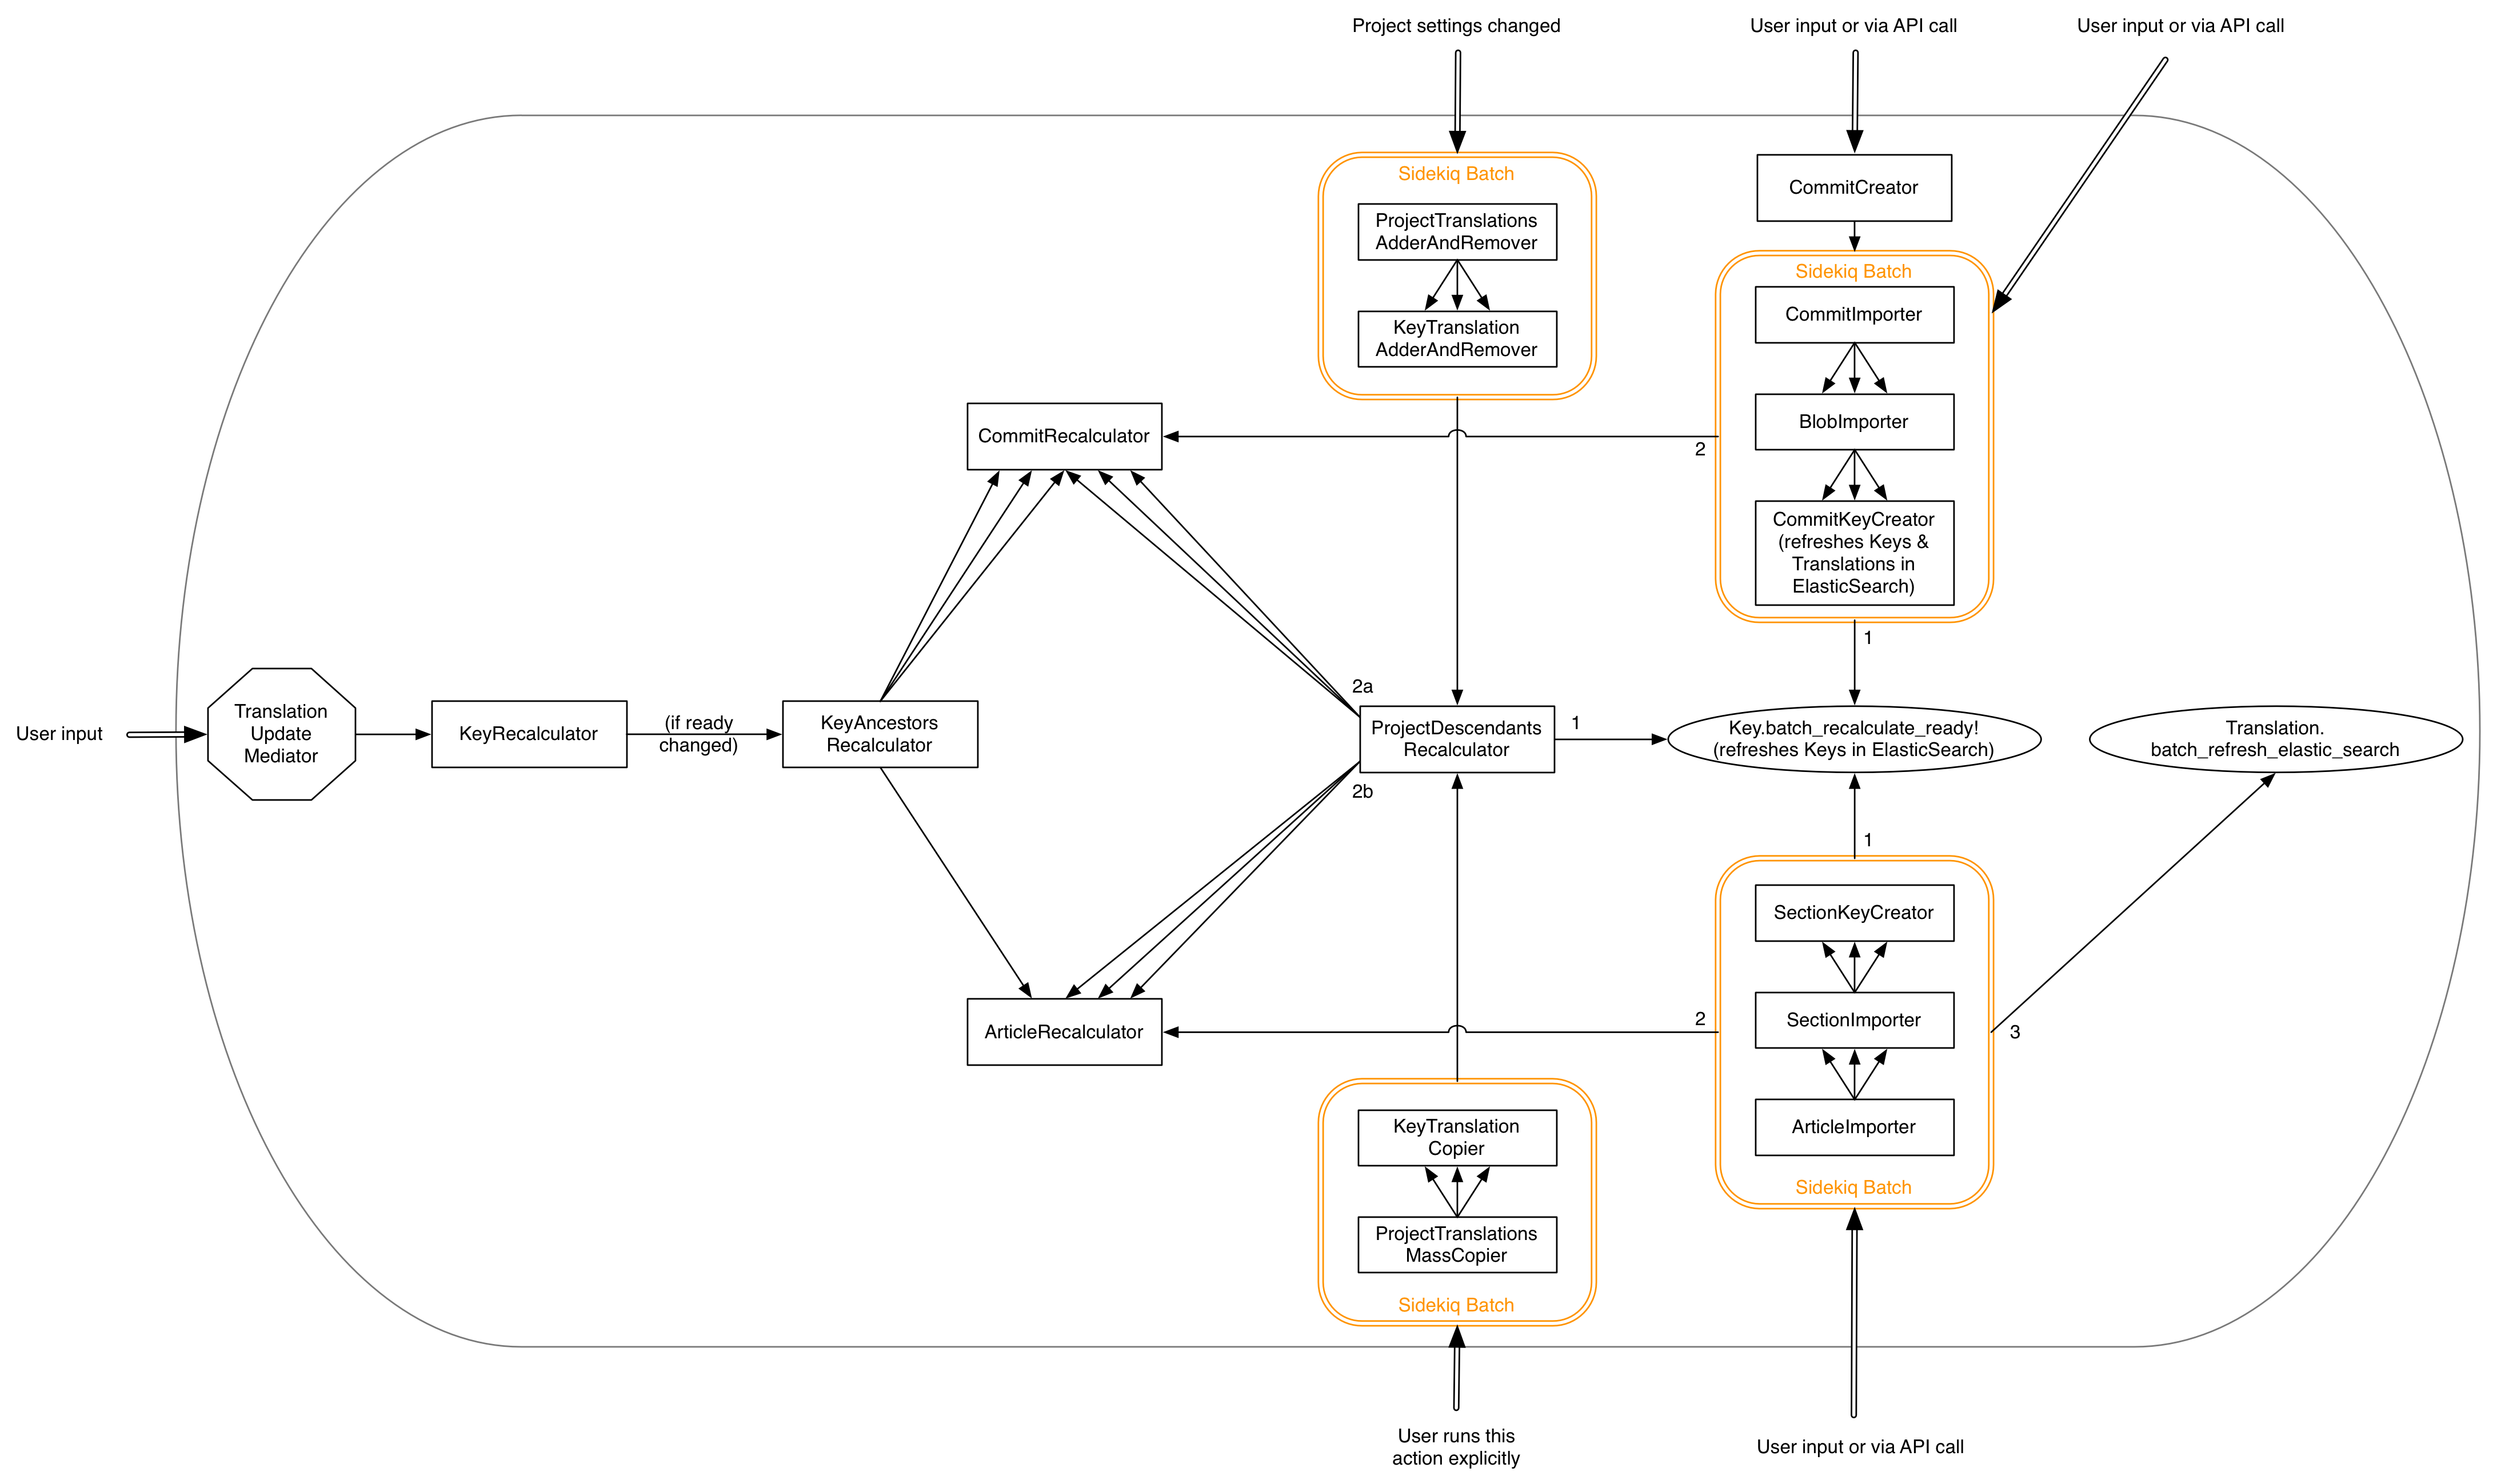 Project settings changed
User input or via API call
User input or via API call
Sidekiq Batch
ProjectTranslations
AdderAndRemover
KeyTranslation
AdderAndRemover
CommitCreator
Sidekiq Batch
CommitImporter
BlobImporter
CommitKeyCreator
(refreshes Keys &
Translations in
ElasticSearch)
CommitRecalculator
2
1
User input
Translation
Update
Mediator
KeyRecalculator
(if ready
changed)
KeyAncestors
Recalculator
2a
ProjectDescendants
Recalculator
2b
1
Key.batch_recalculate_ready!
(refreshes Keys in ElasticSearch)
Translation.
batch_refresh_elastic_search
1
ArticleRecalculator
2
SectionKeyCreator
SectionImporter
ArticleImporter
Sidekiq Batch
3
KeyTranslation
Copier
ProjectTranslations
MassCopier
Sidekiq Batch
User runs this
action explicitly
User input or via API call